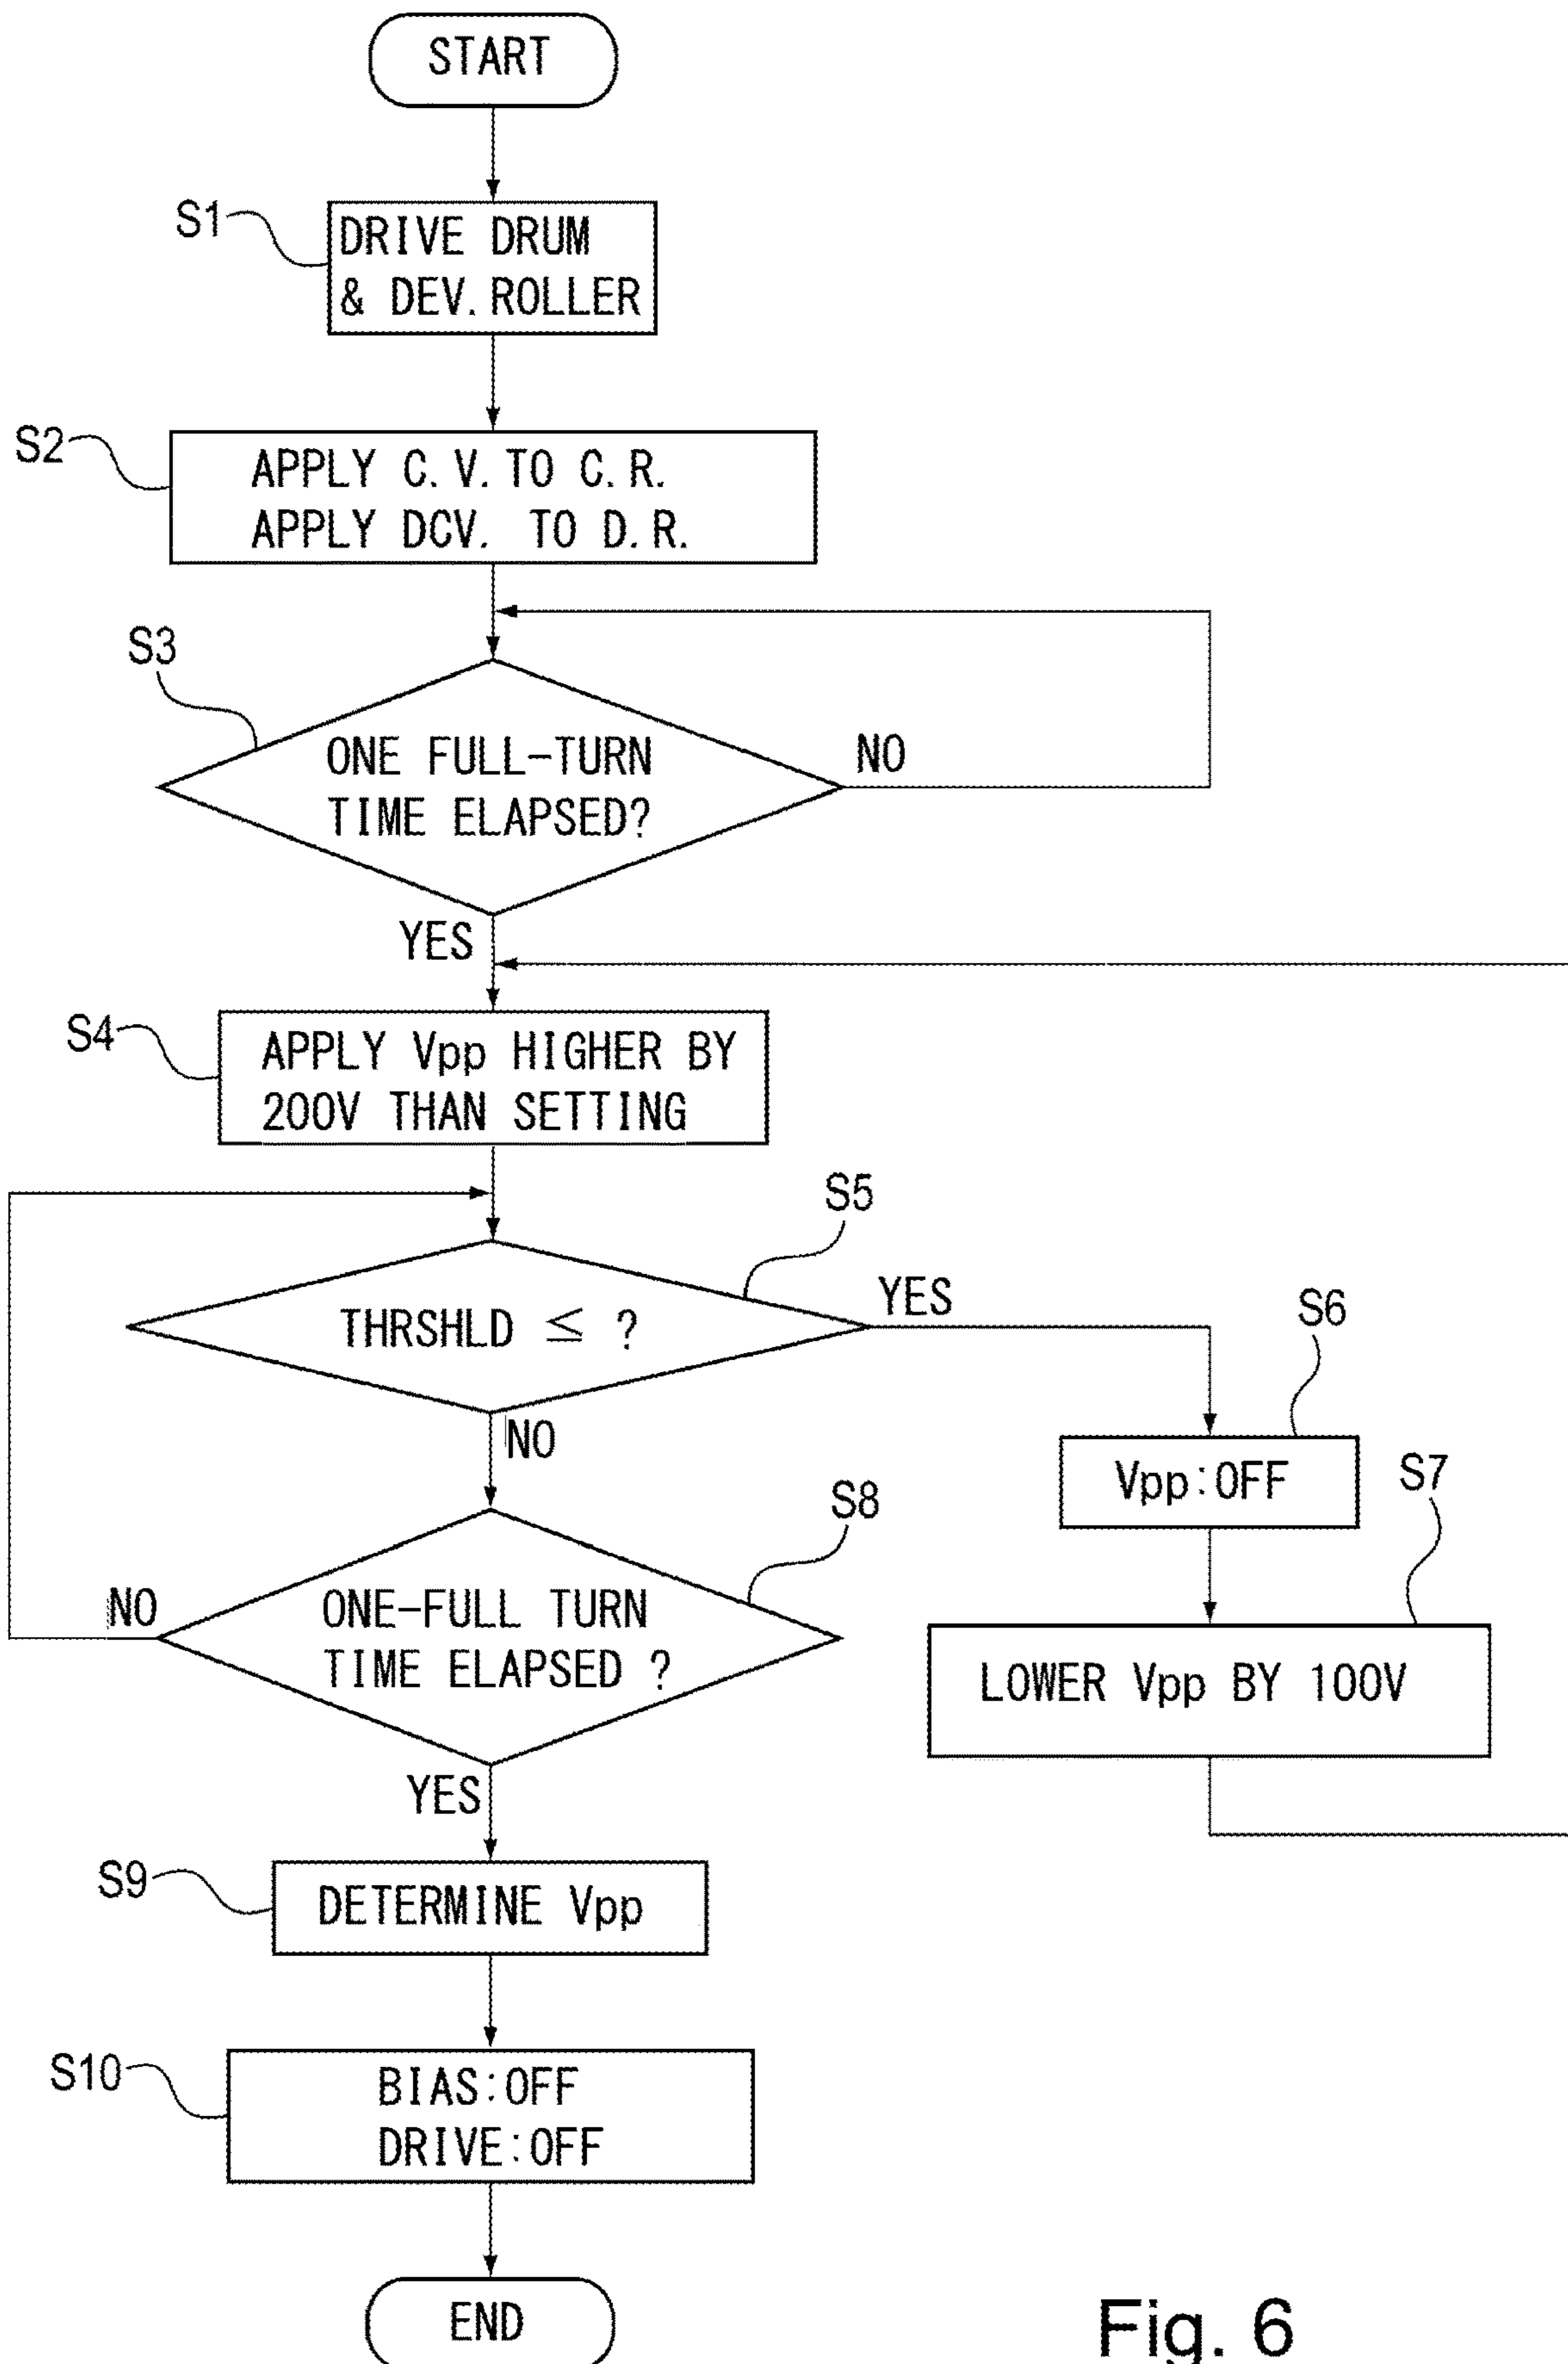 START
S1
DRIVE DRUM
& DEV.ROLLER
S2
APPLY C.V.TO C.R.
APPLY DCV. TO D.R.
S3
ONE FULL-TURN
TIME ELAPSED?
NO
YES
S4
APPLY Vpp HIGHER BY
200V THAN SETTING
S5
THRSHLD ≤ ?
YES
NO
S6
Vpp:OFF
S7
LOWER Vpp BY 100V
S8
ONE-FULL TURN
TIME ELAPSED ?
NO
YES
S9
DETERMINE Vpp
S10
BIAS:OFF
DRIVE:OFF
END
Fig. 6